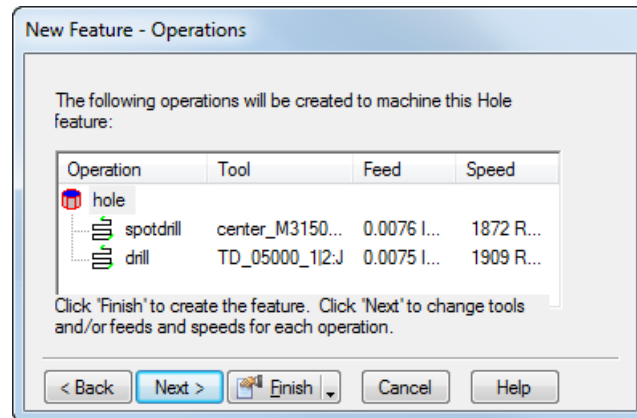 New Feature - Operations
The following operations will be created to machine this Hole
feature:
Operation Tool Feed Speed
hole
spotdrill center_M3150... 0.0076 I... 1872 R...
drill TD_05000_1|2:J 0.0075 I... 1909 R...
Click 'Finish' to create the feature. Click 'Next' to change tools
and/or feeds and speeds for each operation.
< Back Next > Finish Cancel Help